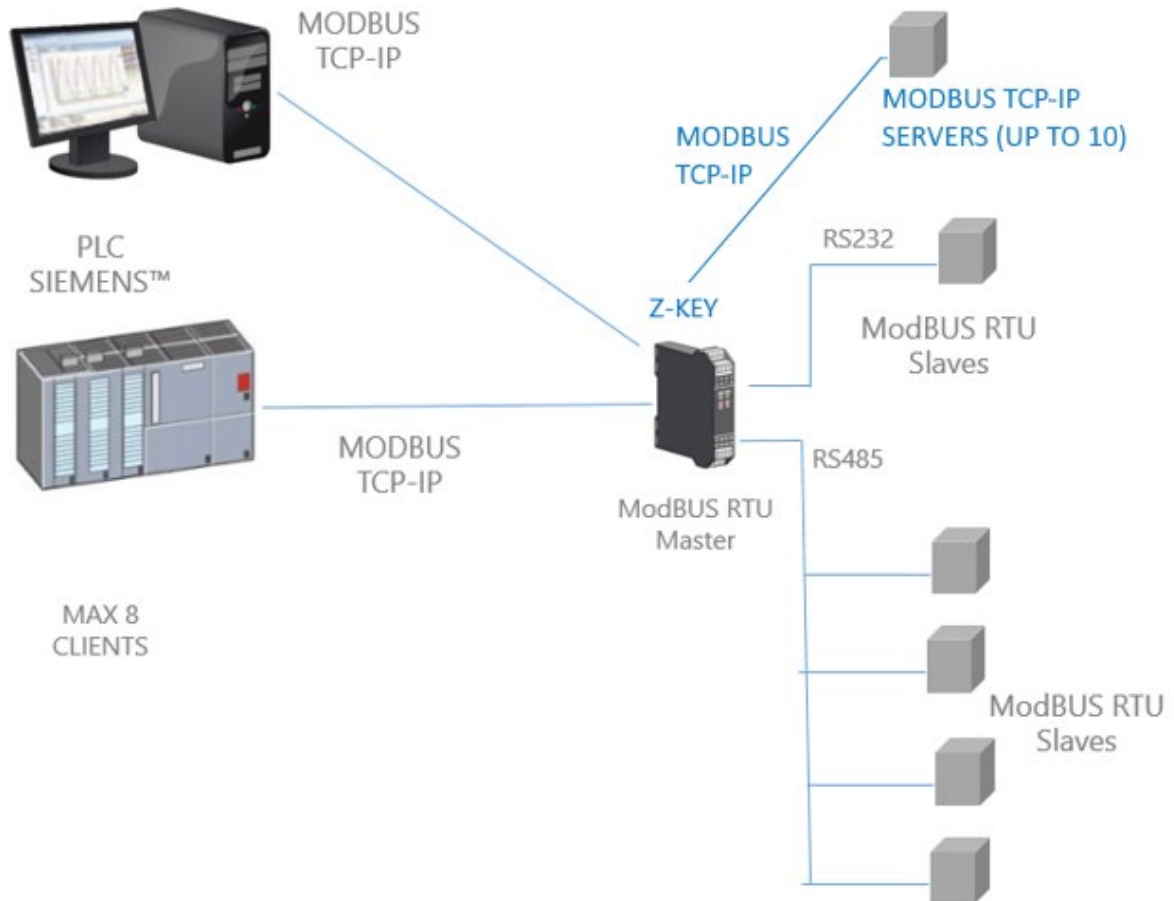 MODBUS
TCP-IP
MODBUS TCP-IP
SERVERS (UP TO 10)
MODBUS
TCP-IP
PLC
SIEMENS™
RS232
Z-KEY
ModBUS RTU
Slaves
MODBUS
TCP-IP
RS485
ModBUS RTU
Master
MAX 8
CLIENTS
ModBUS RTU
Slaves